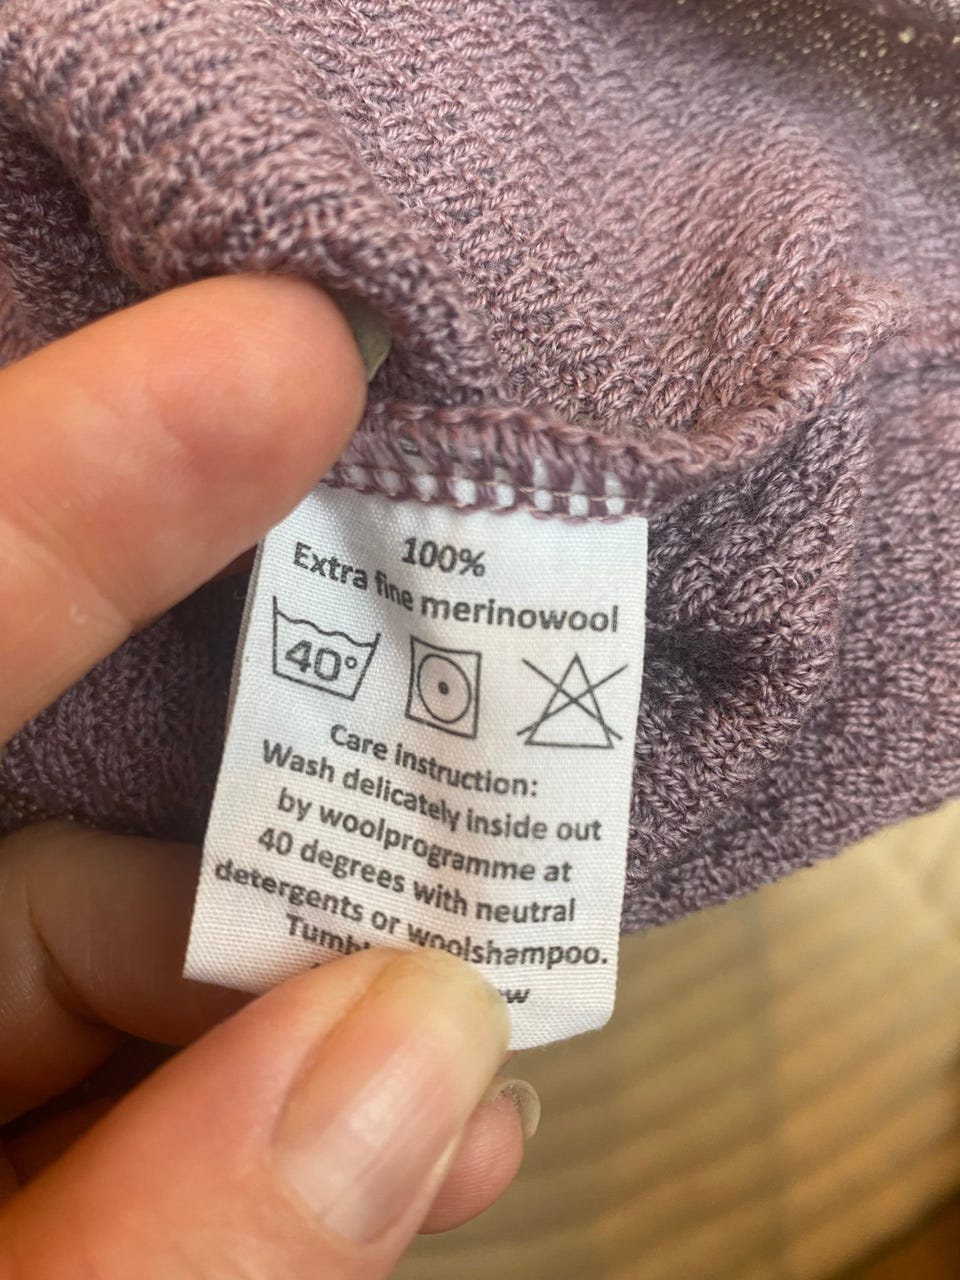 100%
Extra fine merinowool
40°
Care instruction:
Wash delicately inside out
by woolprogramme at
40 degrees with neutral
detergents or woolshampoo.